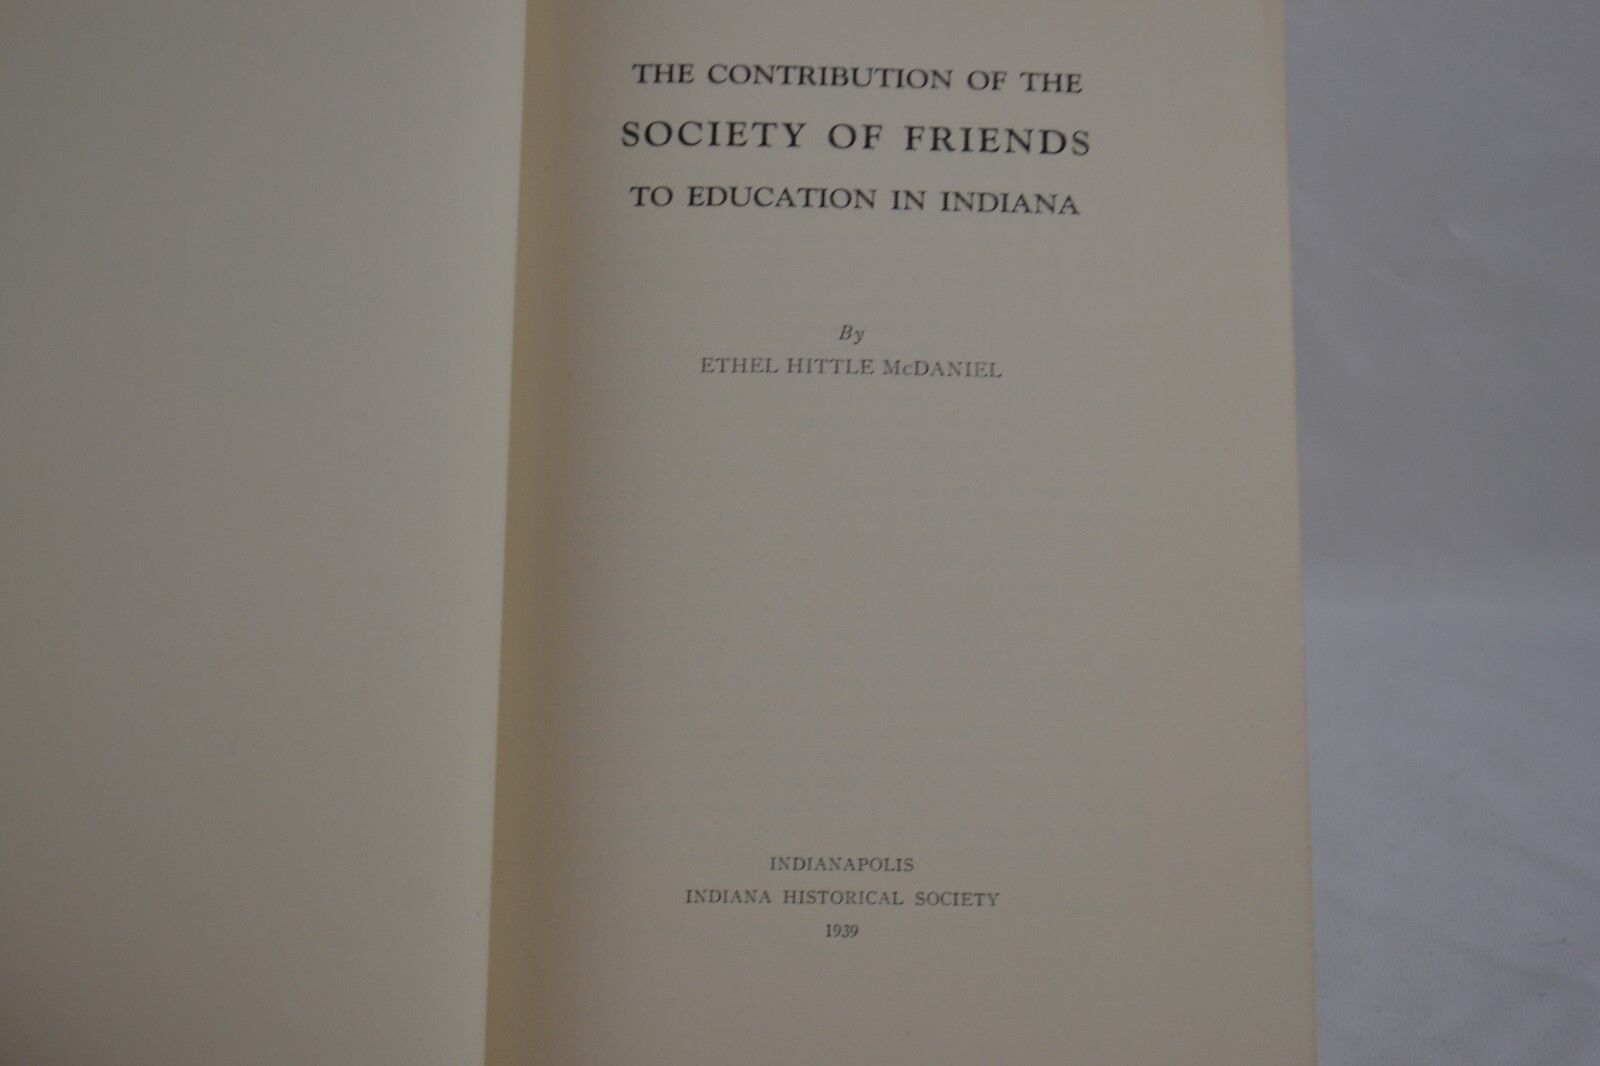 THE CONTRIBUTION OF THE
SOCIETY OF FRIENDS
TO EDUCATION IN INDIANA
By
ETHEL HITTLE McDANIEL
INDIANAPOLIS
INDIANA HISTORICAL SOCIETY
1939